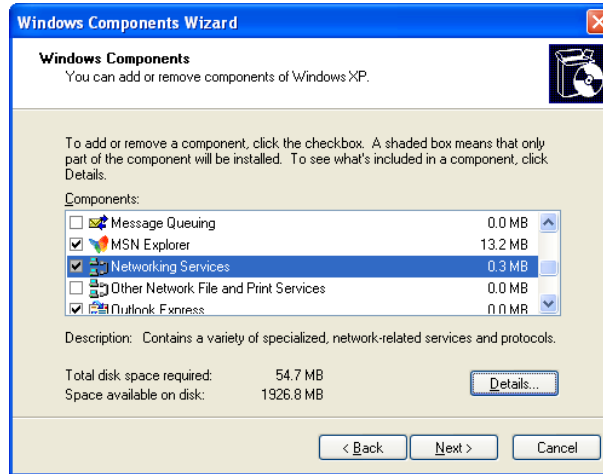 Windows Components Wizard
Windows Components
You can add or remove components of Windows XP.
To add or remove a component, click the checkbox. A shaded box means that only
part of the component will be installed. To see what's included in a component, click
Details.
Components:
Message Queuing 0.0 MB
MSN Explorer 13.2 MB
Networking Services 0.3 MB
Other Network File and Print Services 0.0 MB
Outlook Express 0.0 MB
Description: Contains a variety of specialized, network-related services and protocols.
Total disk space required: 54.7 MB
Space available on disk: 1926.8 MB
Details...
< Back Next > Cancel